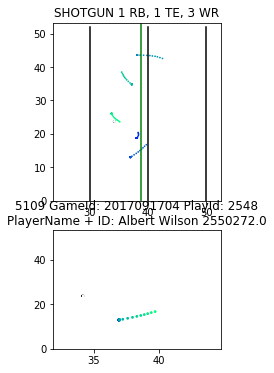 SHOTGUN 1 RB, 1 TE, 3 WR
50
40
30
20
10
0
30 40 50
5109 GameId: 2017091704 PlayId: 2548
PlayerName + ID: Albert Wilson 2550272.0
40
20
0
35 40